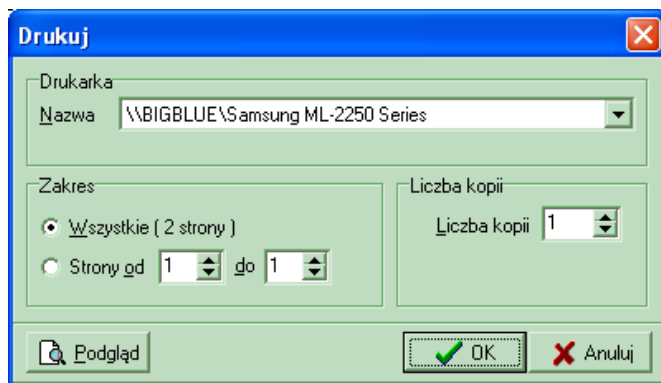 Drukuj
Drukarka
Nazwa \\BIGBLUE\Samsung ML-2250 Series
Zakres
Wszystkie ( 2 strony )
Strony od 1 do 1
Liczba kopii
Liczba kopii 1
Podgląd OK Anuluj